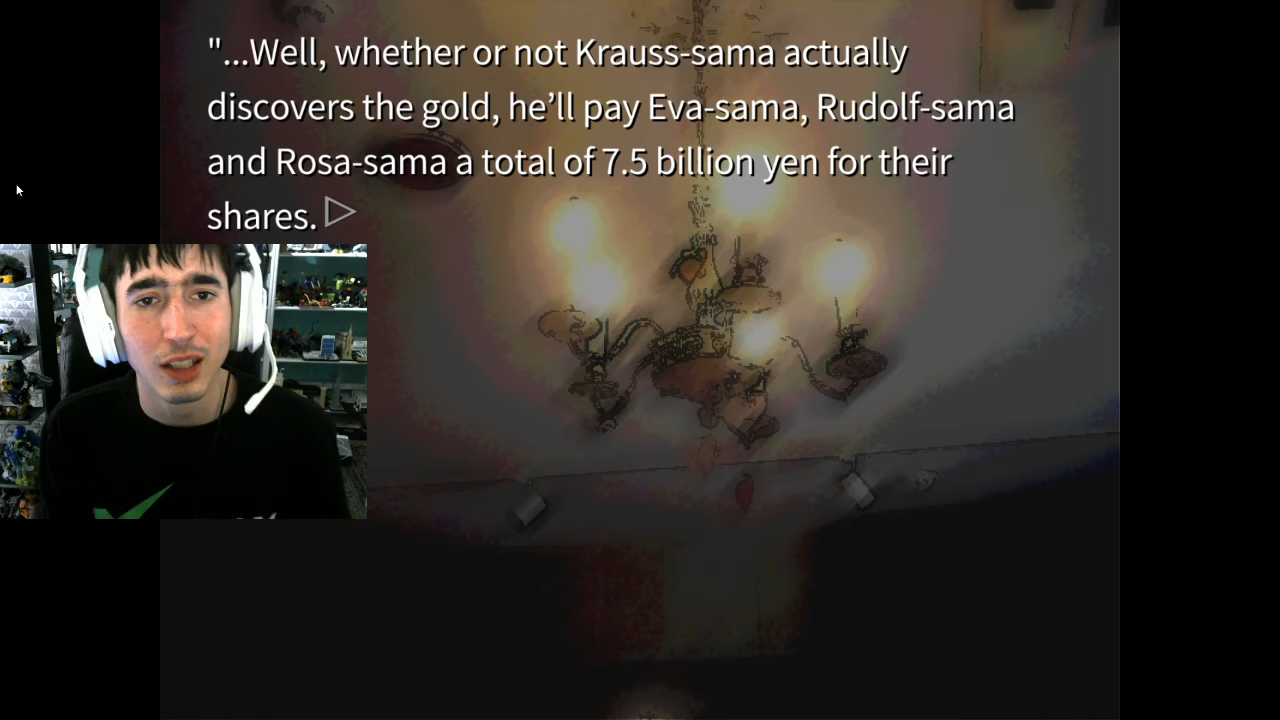 "...Well, whether or not Krauss-sama actually
discovers the gold, he’ll pay Eva-sama, Rudolf-sama
and Rosa-sama a total of 7.5 billion yen for their
shares.